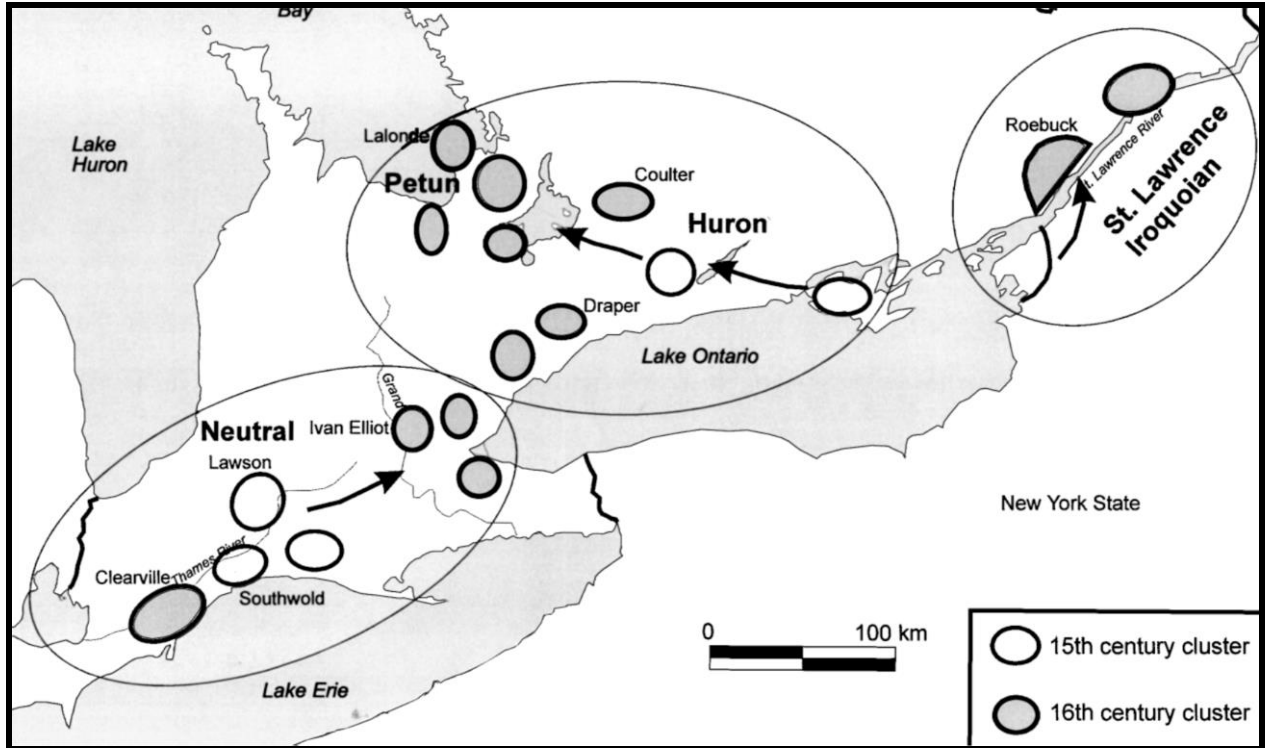 Bay
Lake
Huron
Lalonde
Petun
Coulter
Huron
Roebuck
t. Lawrence River
St. Lawrence
Iroquoian
Draper
Lake Ontario
Grand
Neutral
Ivan Elliot
Lawson
New York State
Clearville
Thames River
Southwold
Lake Erie
0 100 km
15th century cluster
16th century cluster